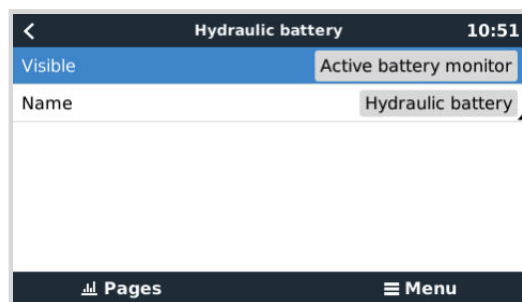 Hydraulic battery 10:51
Visible Active battery monitor
Name Hydraulic battery
Pages Menu